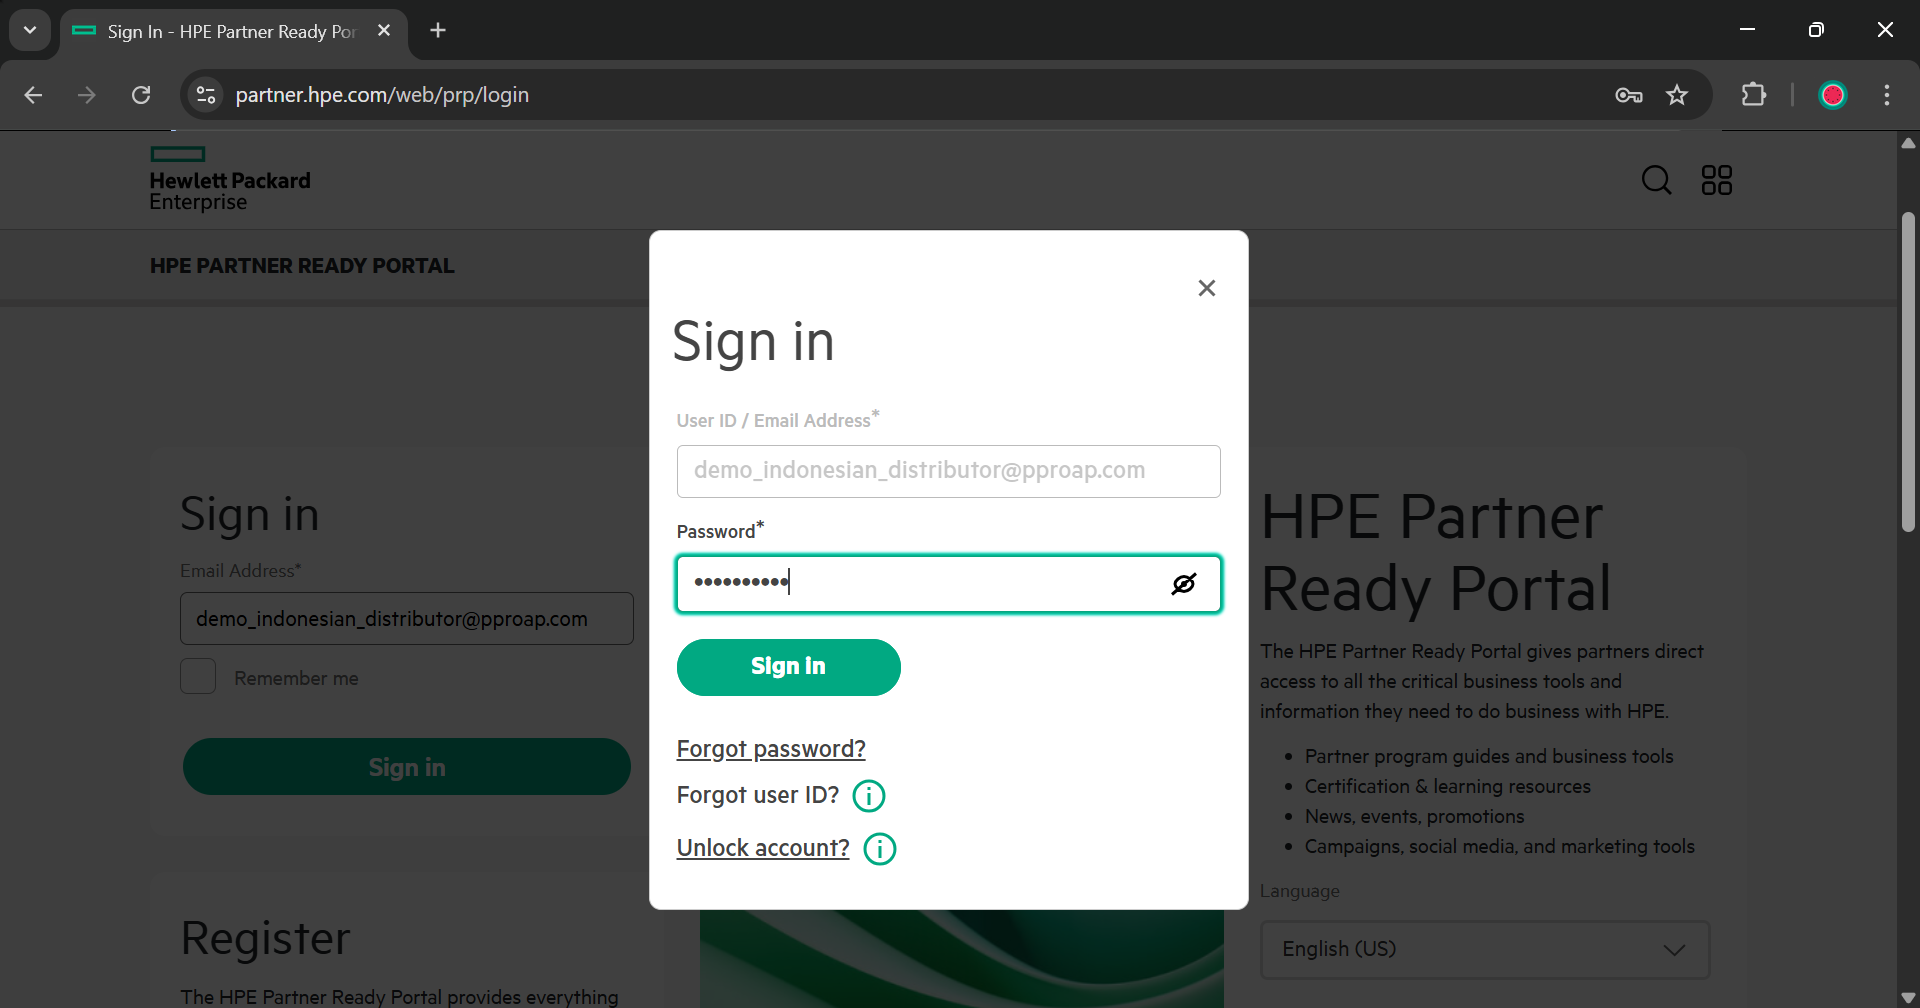 Sign In - HPE Partner Ready Por
partner.hpe.com/web/prp/login
Hewlett Packard
Enterprise
HPE PARTNER READY PORTAL
Sign in
User ID / Email Address*
demo_indonesian_distributor@pproap.com
Password*
Sign in
Forgot password?
Forgot user ID?
Unlock account?
Sign in
Email Address*
demo_indonesian_distributor@pproap.com
Remember me
Sign in
Register
The HPE Partner Ready Portal provides everything
HPE Partner
Ready Portal
The HPE Partner Ready Portal gives partners direct
access to all the critical business tools and
information they need to do business with HPE.
• Partner program guides and business tools
• Certification & learning resources
• News, events, promotions
• Campaigns, social media, and marketing tools
Language
English (US)